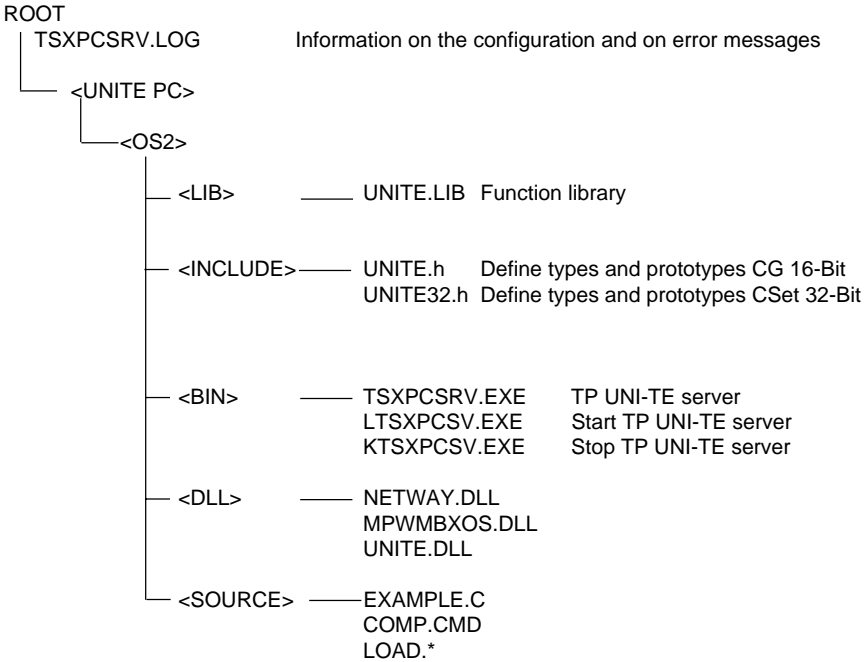 ROOT
TSXPCSRV.LOG Information on the configuration and on error messages
<UNITE PC>
<OS2>
<LIB> UNITE.LIB Function library
<INCLUDE> UNITE.h Define types and prototypes CG 16-Bit
UNITE32.h Define types and prototypes CSet 32-Bit
<BIN> TSXPCSRV.EXE TP UNI-TE server
LTSXPCSV.EXE Start TP UNI-TE server
KTSXPCSV.EXE Stop TP UNI-TE server
<DLL> NETWAY.DLL
MPWMBXOS.DLL
UNITE.DLL
<SOURCE> EXAMPLE.C
COMP.CMD
LOAD.*